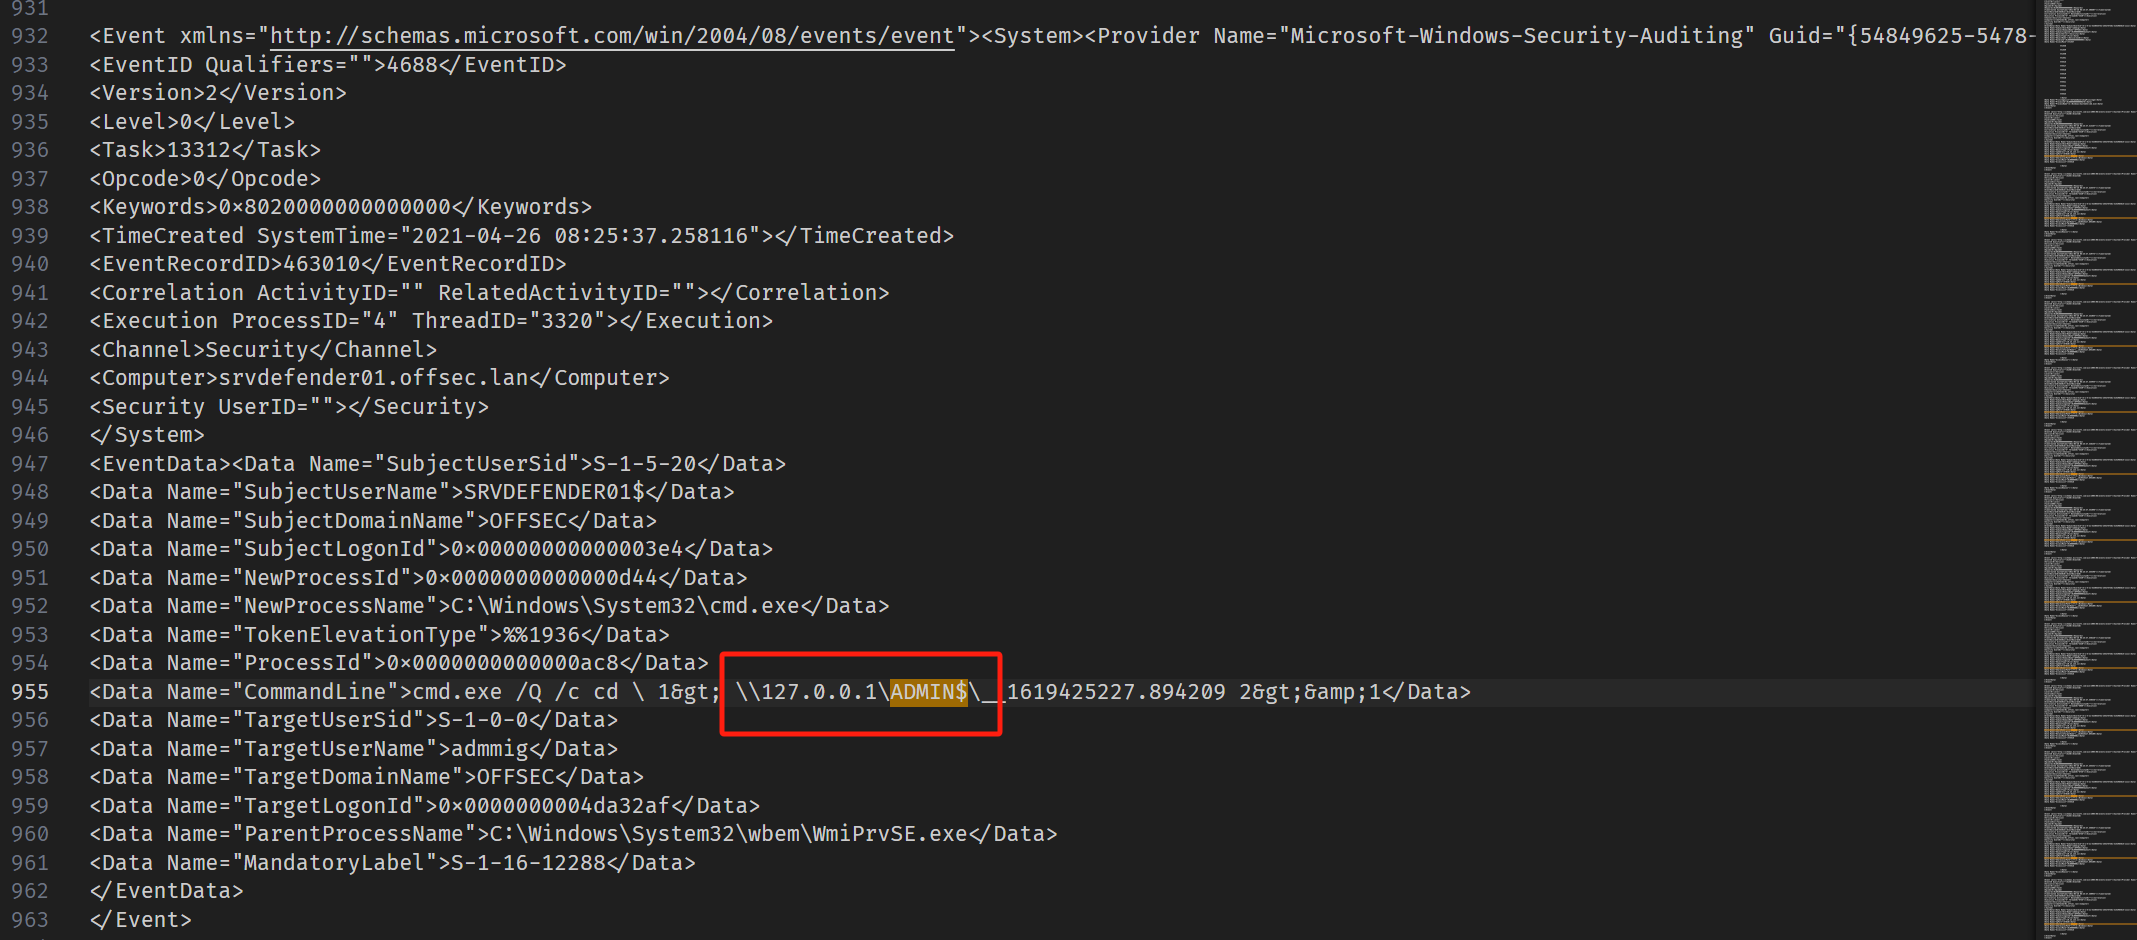 931
932 <Event xmlns="http://schemas.microsoft.com/win/2004/08/events/event"><System><Provider Name="Microsoft-Windows-Security-Auditing" Guid="{54849625-5478-
933 <EventID Qualifiers="">4688</EventID>
934 <Version>2</Version>
935 <Level>0</Level>
936 <Task>13312</Task>
937 <Opcode>0</Opcode>
938 <Keywords>0x8020000000000000</Keywords>
939 <TimeCreated SystemTime="2021-04-26 08:25:37.258116"></TimeCreated>
940 <EventRecordID>463010</EventRecordID>
941 <Correlation ActivityID="" RelatedActivityID=""></Correlation>
942 <Execution ProcessID="4" ThreadID="3320"></Execution>
943 <Channel>Security</Channel>
944 <Computer>srvdefender01.offsec.lan</Computer>
945 <Security UserID=""></Security>
946 </System>
947 <EventData><Data Name="SubjectUserSid">S-1-5-20</Data>
948 <Data Name="SubjectUserName">SRVDEFENDER01$</Data>
949 <Data Name="SubjectDomainName">OFFSEC</Data>
950 <Data Name="SubjectLogonId">0x00000000000003e4</Data>
951 <Data Name="NewProcessId">0x0000000000000d44</Data>
952 <Data Name="NewProcessName">C:\Windows\System32\cmd.exe</Data>
953 <Data Name="TokenElevationType">%%1936</Data>
954 <Data Name="ProcessId">0x0000000000000ac8</Data>
955 <Data Name="CommandLine">cmd.exe /Q /c cd \ 1&gt; \\127.0.0.1\ADMIN$\__1619425227.894209 2&gt;&amp;1</Data>
956 <Data Name="TargetUserSid">S-1-0-0</Data>
957 <Data Name="TargetUserName">admmig</Data>
958 <Data Name="TargetDomainName">OFFSEC</Data>
959 <Data Name="TargetLogonId">0x0000000004da32af</Data>
960 <Data Name="ParentProcessName">C:\Windows\System32\wbem\WmiPrvSE.exe</Data>
961 <Data Name="MandatoryLabel">S-1-16-12288</Data>
962 </EventData>
963 </Event>